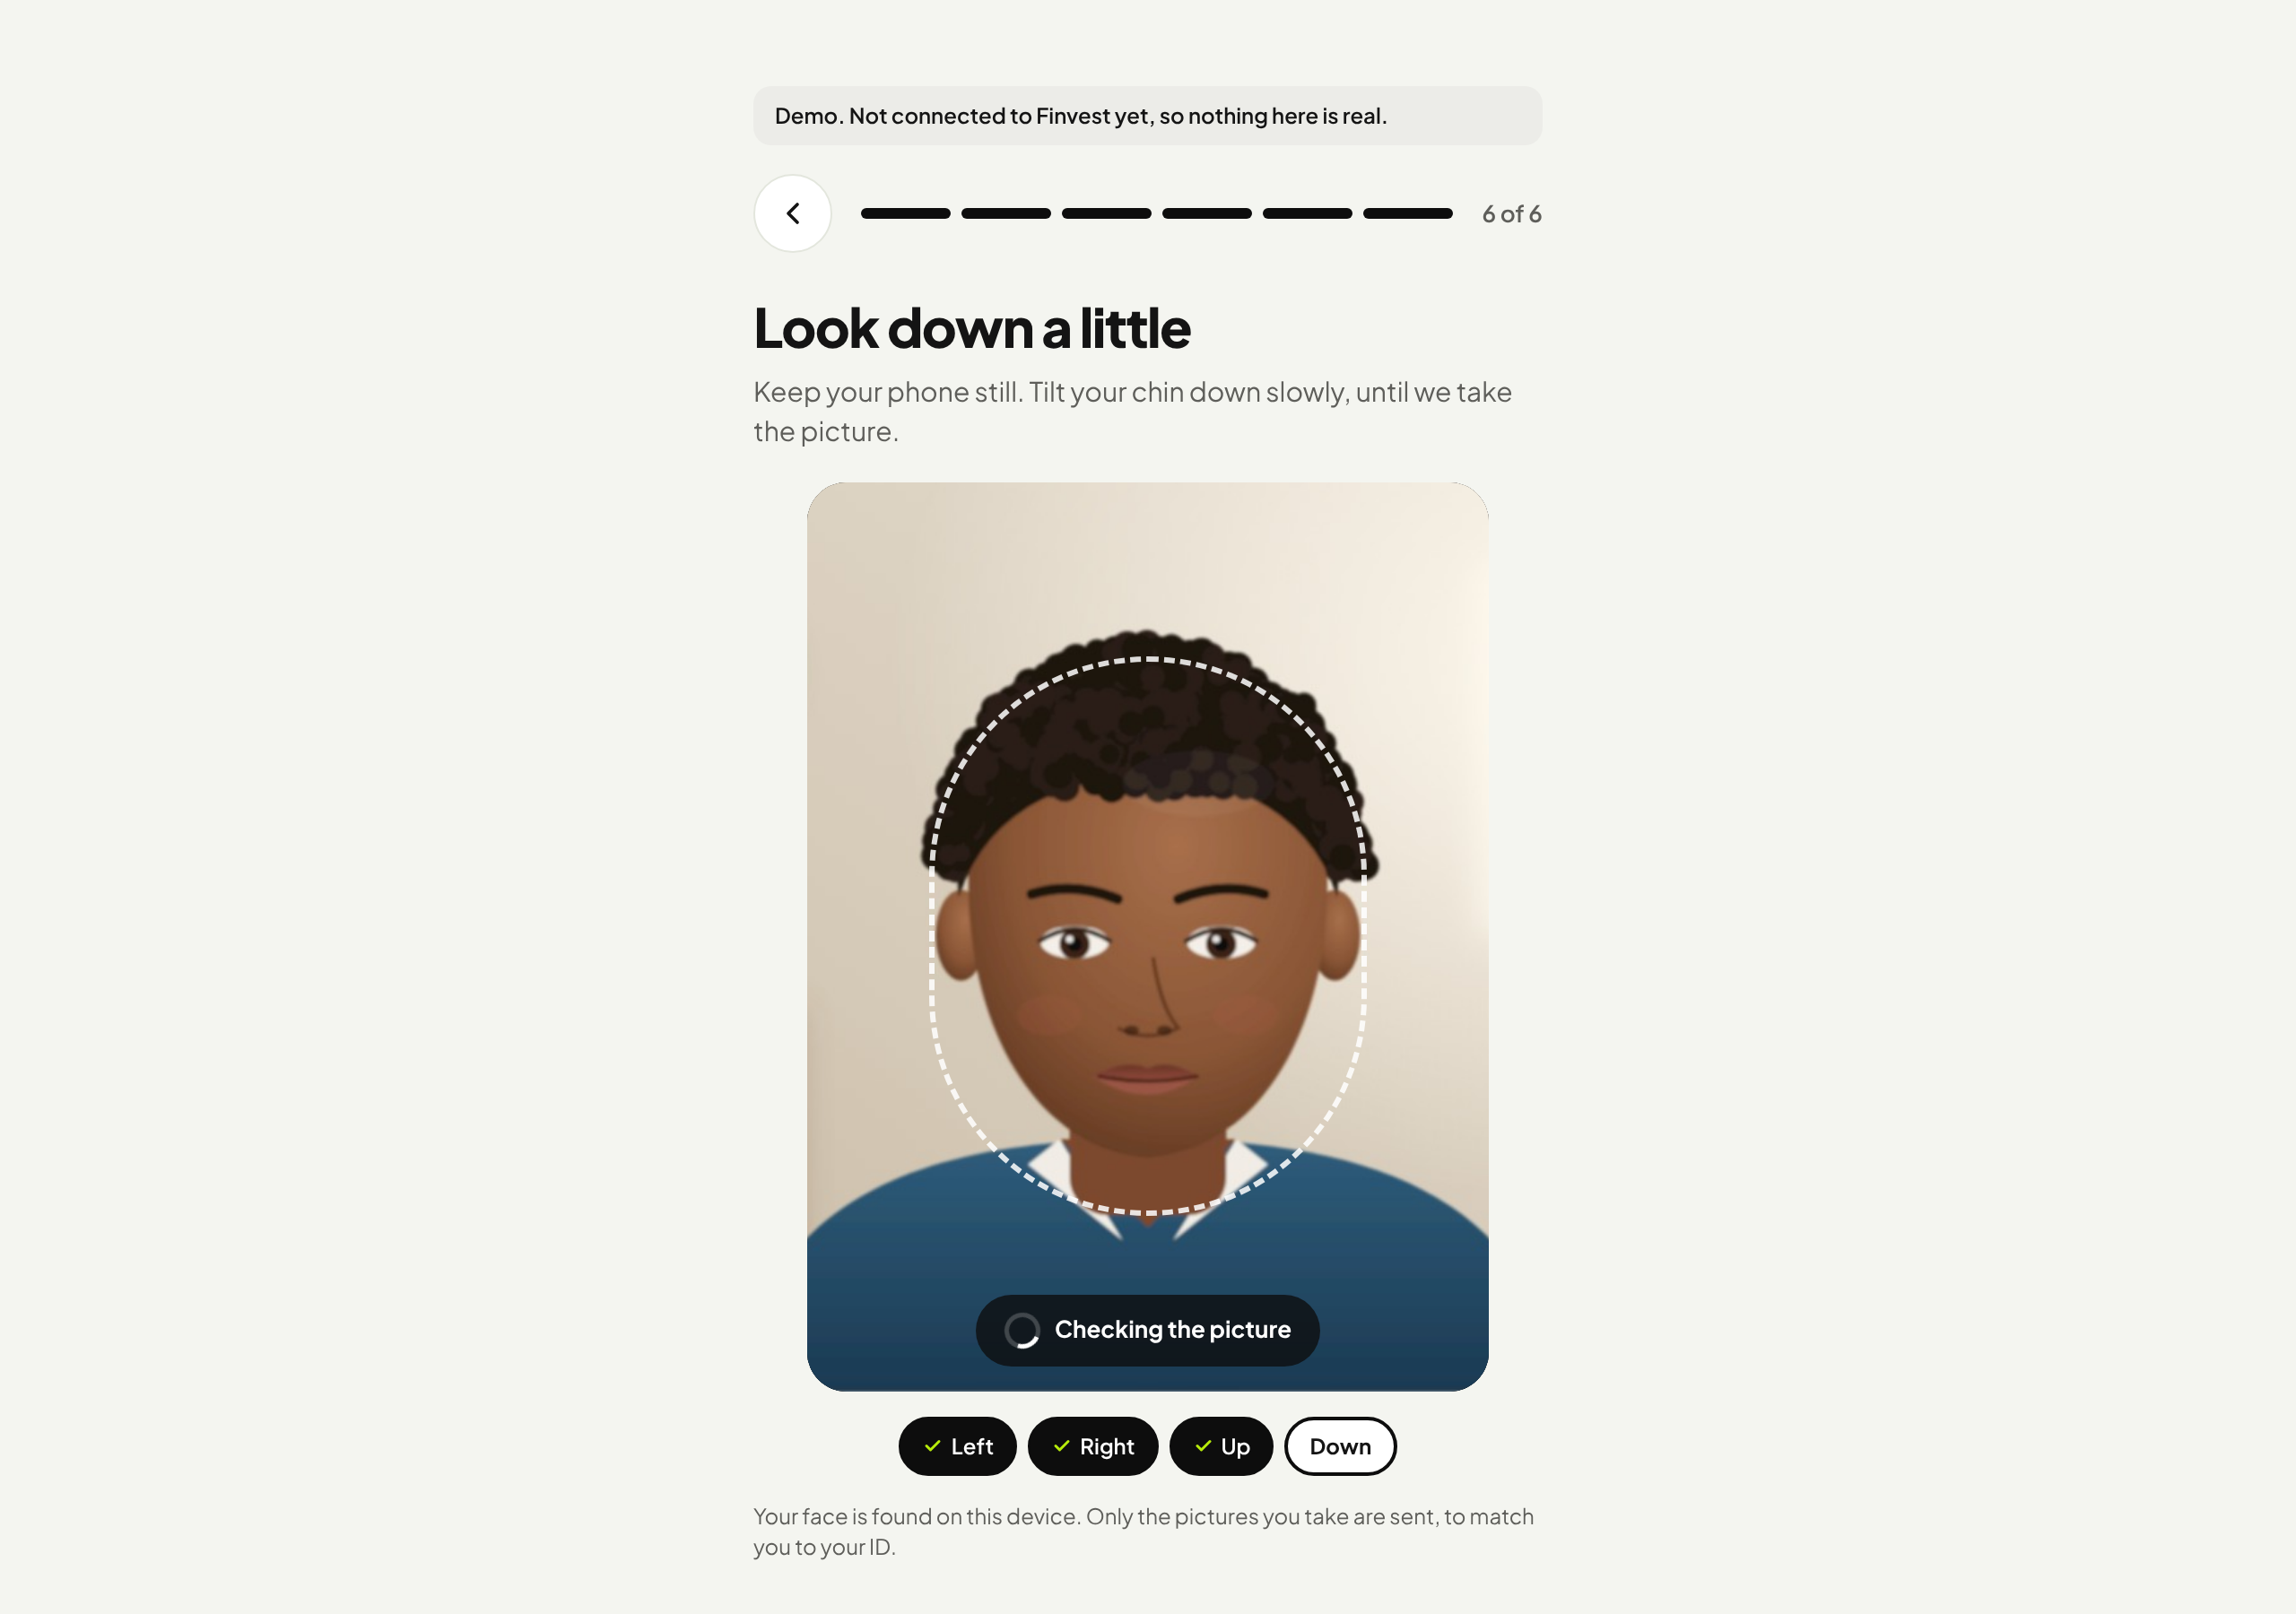 Demo. Not connected to Finvest yet, so nothing here is real.
6 of 6
Look down a little
Keep your phone still. Tilt your chin down slowly, until we take
the picture.
Checking the picture
Left
Right
Up
Down
Your face is found on this device. Only the pictures you take are sent, to match
you to your ID.